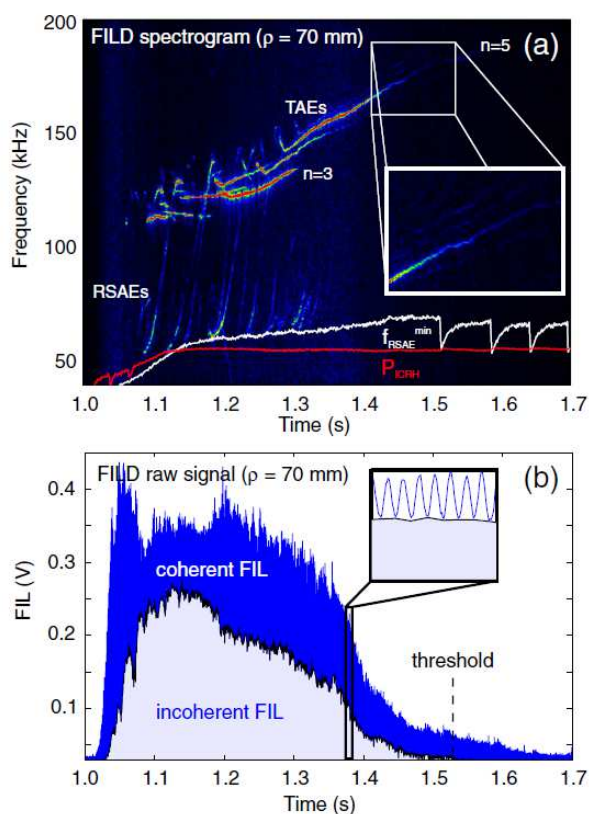 200
FILD spectrogram (ρ = 70 mm)
n=5
(a)
TAEs
150
n=3
Frequency (kHz)
100
RSAEs
f RSAE min
50
P ICRH
1.0 1.1 1.2 1.3 1.4 1.5 1.6 1.7
Time (s)
FILD raw signal (ρ = 70 mm)
(b)
0.4
coherent FIL
0.3
FIL (V)
0.2
threshold
0.1
incoherent FIL
1.0 1.1 1.2 1.3 1.4 1.5 1.6 1.7
Time (s)